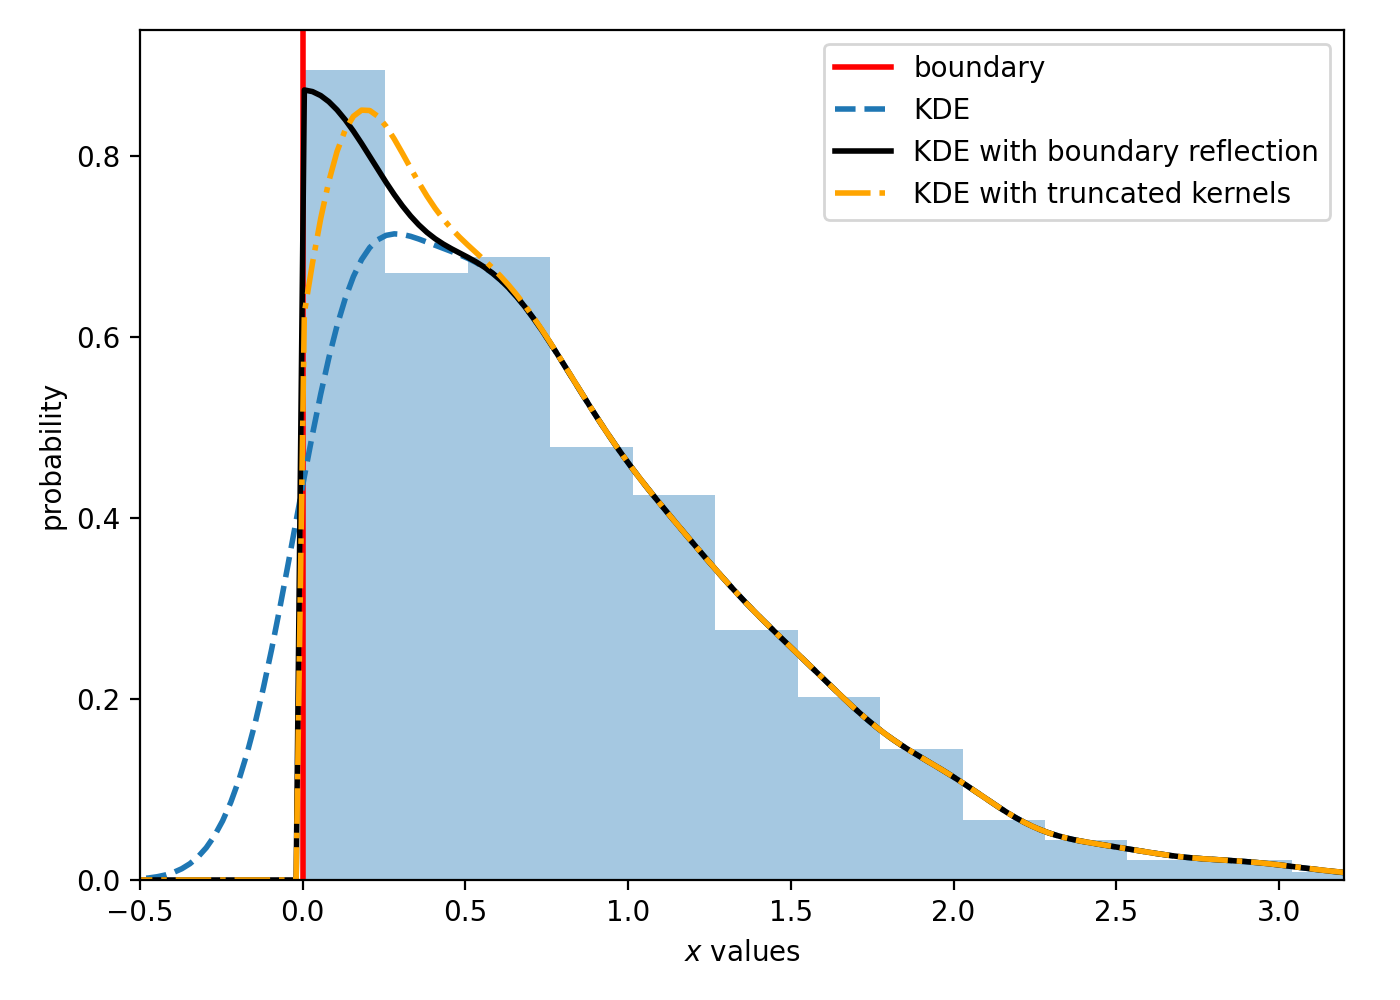 boundary
KDE
KDE with boundary reflection
KDE with truncated kernels
probability
0.8
0.6
0.4
0.2
0.0
−0.5 0.0 0.5 1.0 1.5 2.0 2.5 3.0
x values